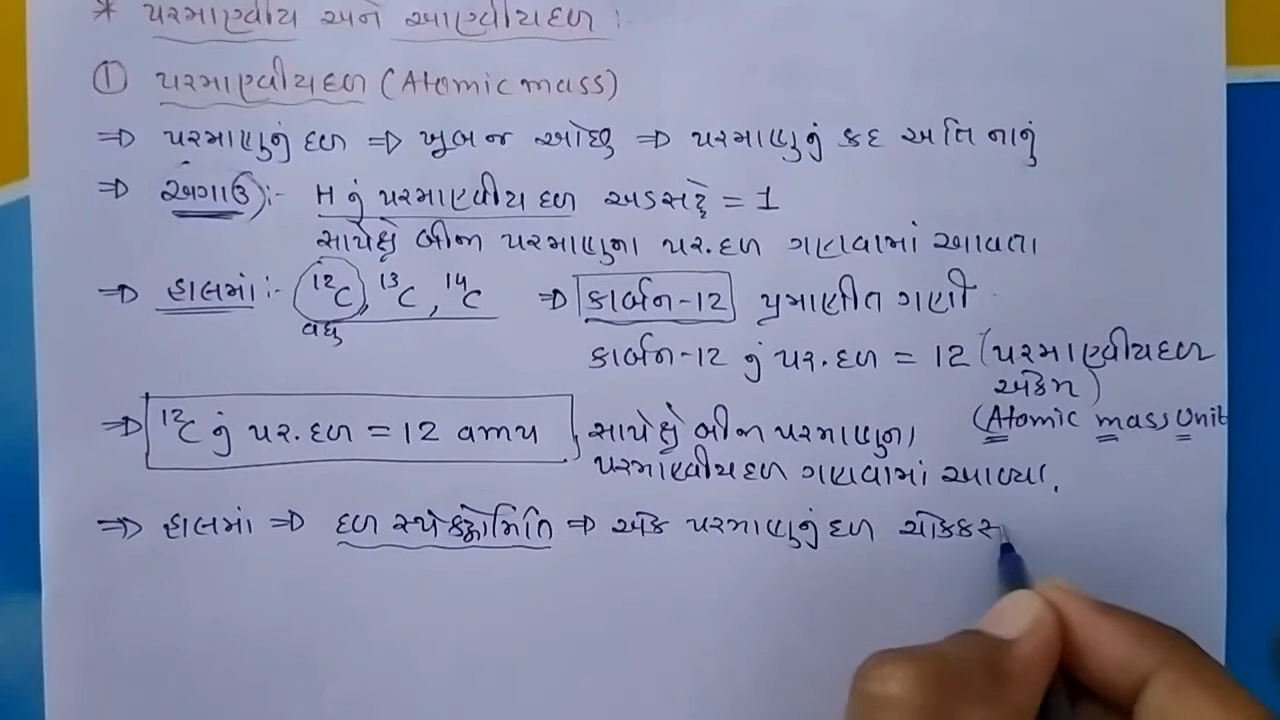 * પરમાણ્વીય અને આણ્વીયદળ :
① પરમાણ્વીયદળ (Atomic mass)
⇒ પરમાણુનું દળ ⇒ ખુબજ ઓછુ ⇒ પરમાણુનું કદ અતિ નાનું
⇒ અગાઉ :- H નું પરમાણ્વીય દળ અડસટ્ટે = 1
સાપેક્ષે બીજા પરમાણુના પર.દળ ગણવામાં આવતા
⇒ હાલમાં :- ¹²C, ¹³C, ¹⁴C ⇒ કાર્બન-12 પ્રમાણીત ગણી
વધુ
કાર્બન-12 નું પર.દળ = 12 (પરમાણ્વીયદળ
એકમ)
(Atomic mass Unit
⇒ ¹²C નું પર.દળ = 12 amu, સાપેક્ષે બીજા પરમાણુના
પરમાણ્વીયદળ ગણવામાં આવ્યા.
⇒ હાલમાં ⇒ દળ સ્પેક્ટ્રોમિતિ ⇒ એક પરમાણુનું દળ ચોક્કસ